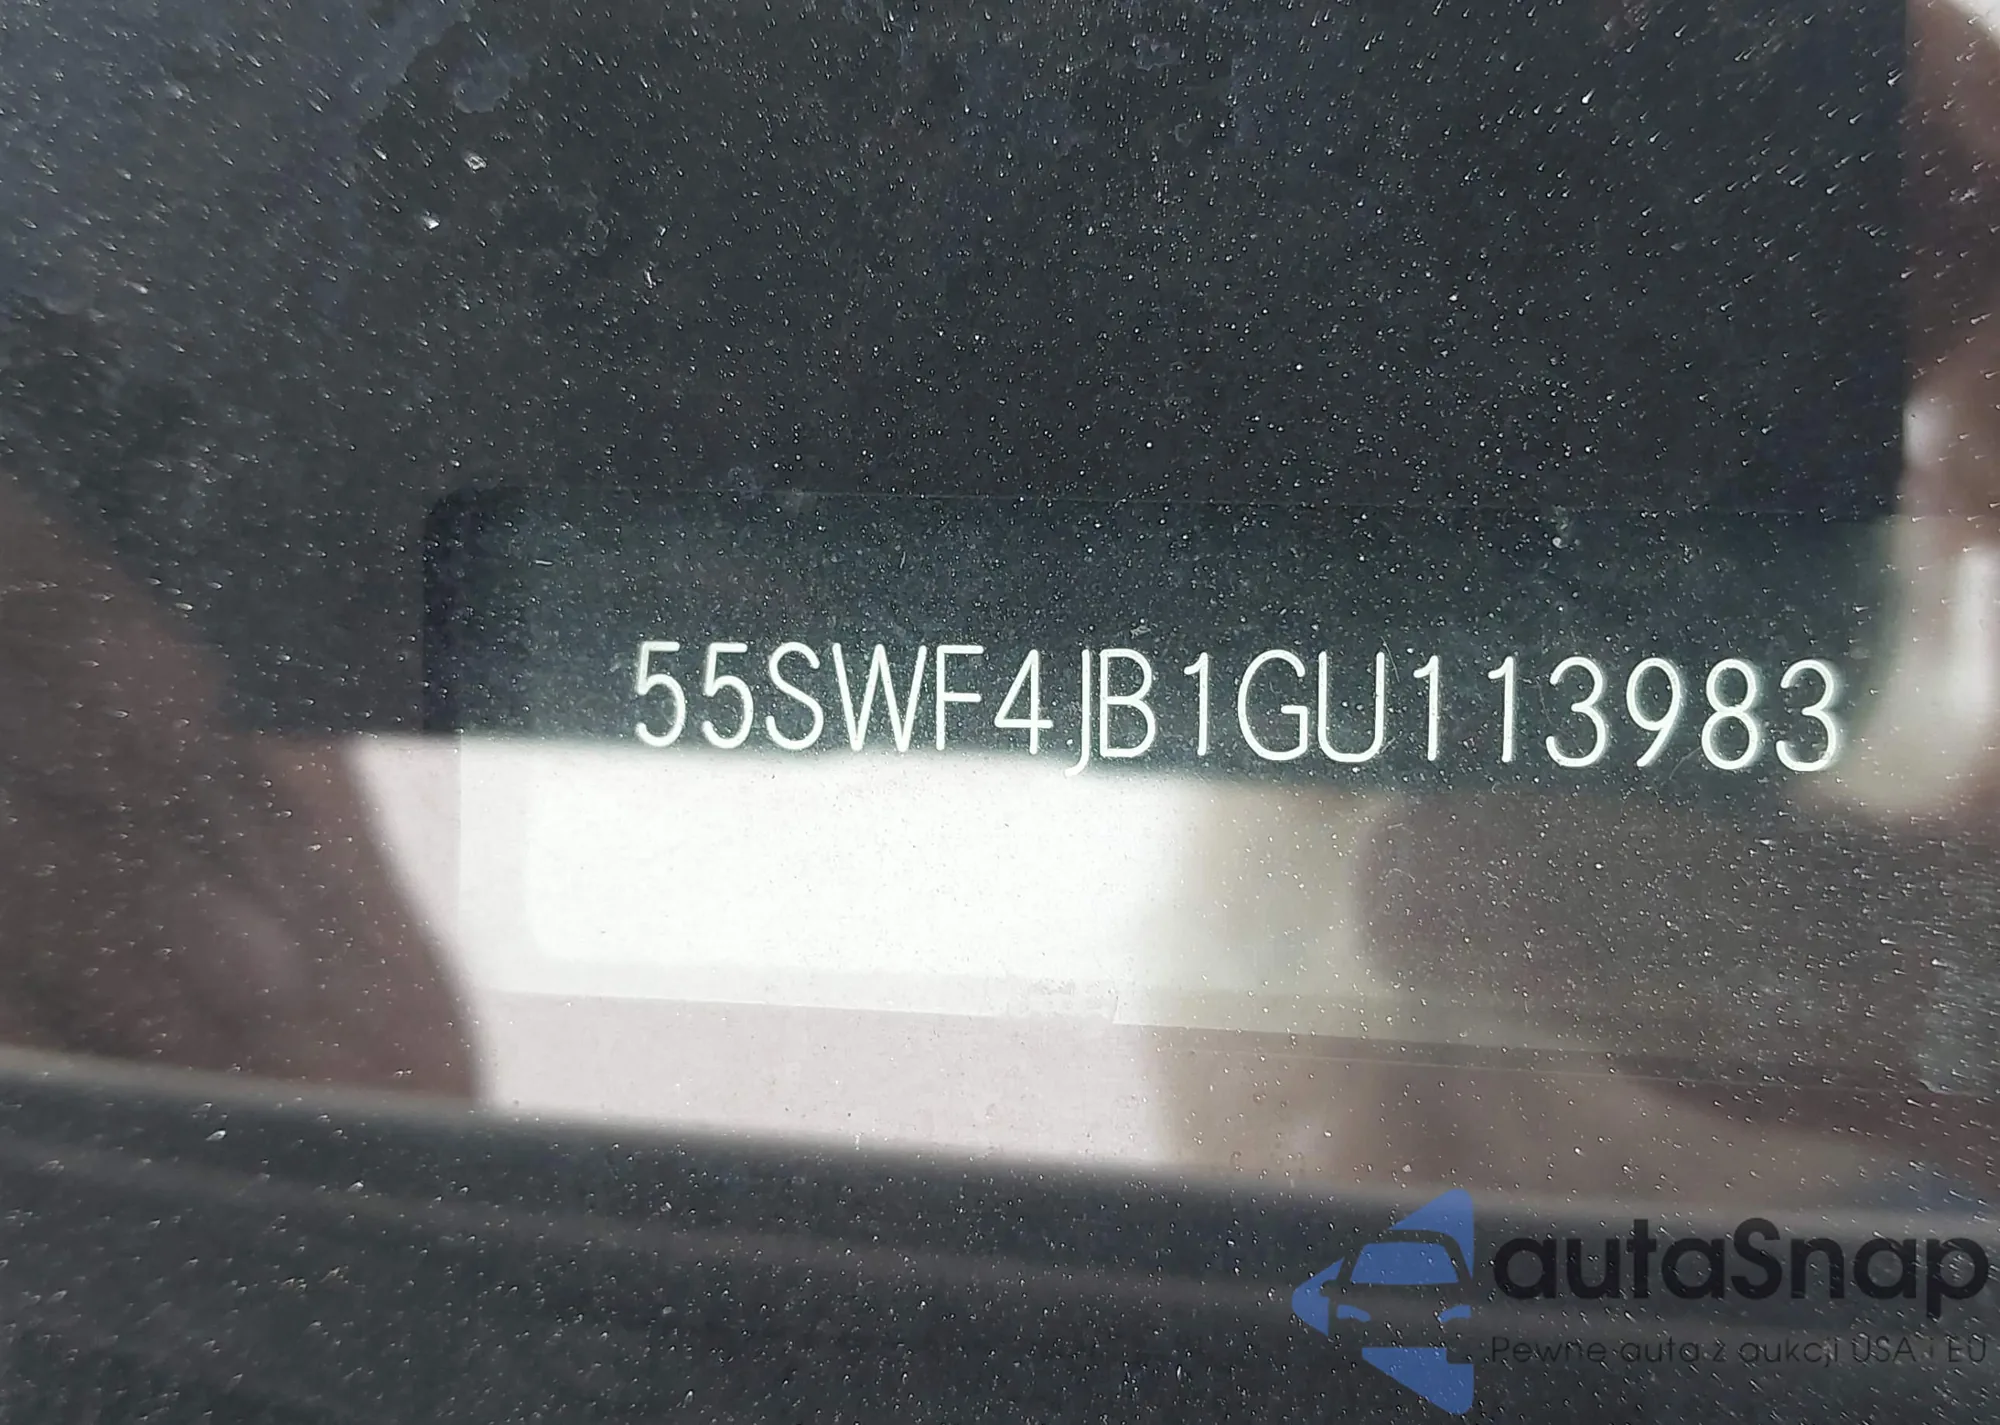 55SWF4JB1GU113983
autaSnap
Pewne auta z aukcji USA i EU